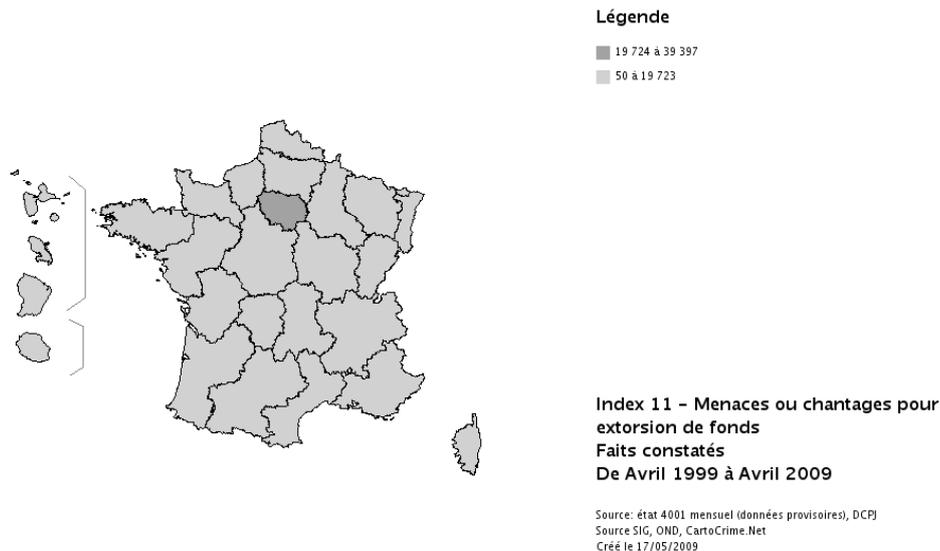 Légende
19 724 à 39 397
50 à 19 723
Index 11 – Menaces ou chantages pour
extorsion de fonds
Faits constatés
De Avril 1999 à Avril 2009
Source: état 4001 mensuel (données provisoires), DCPJ
Source SIG, OND, CartoCrime.Net
Créé le 17/05/2009